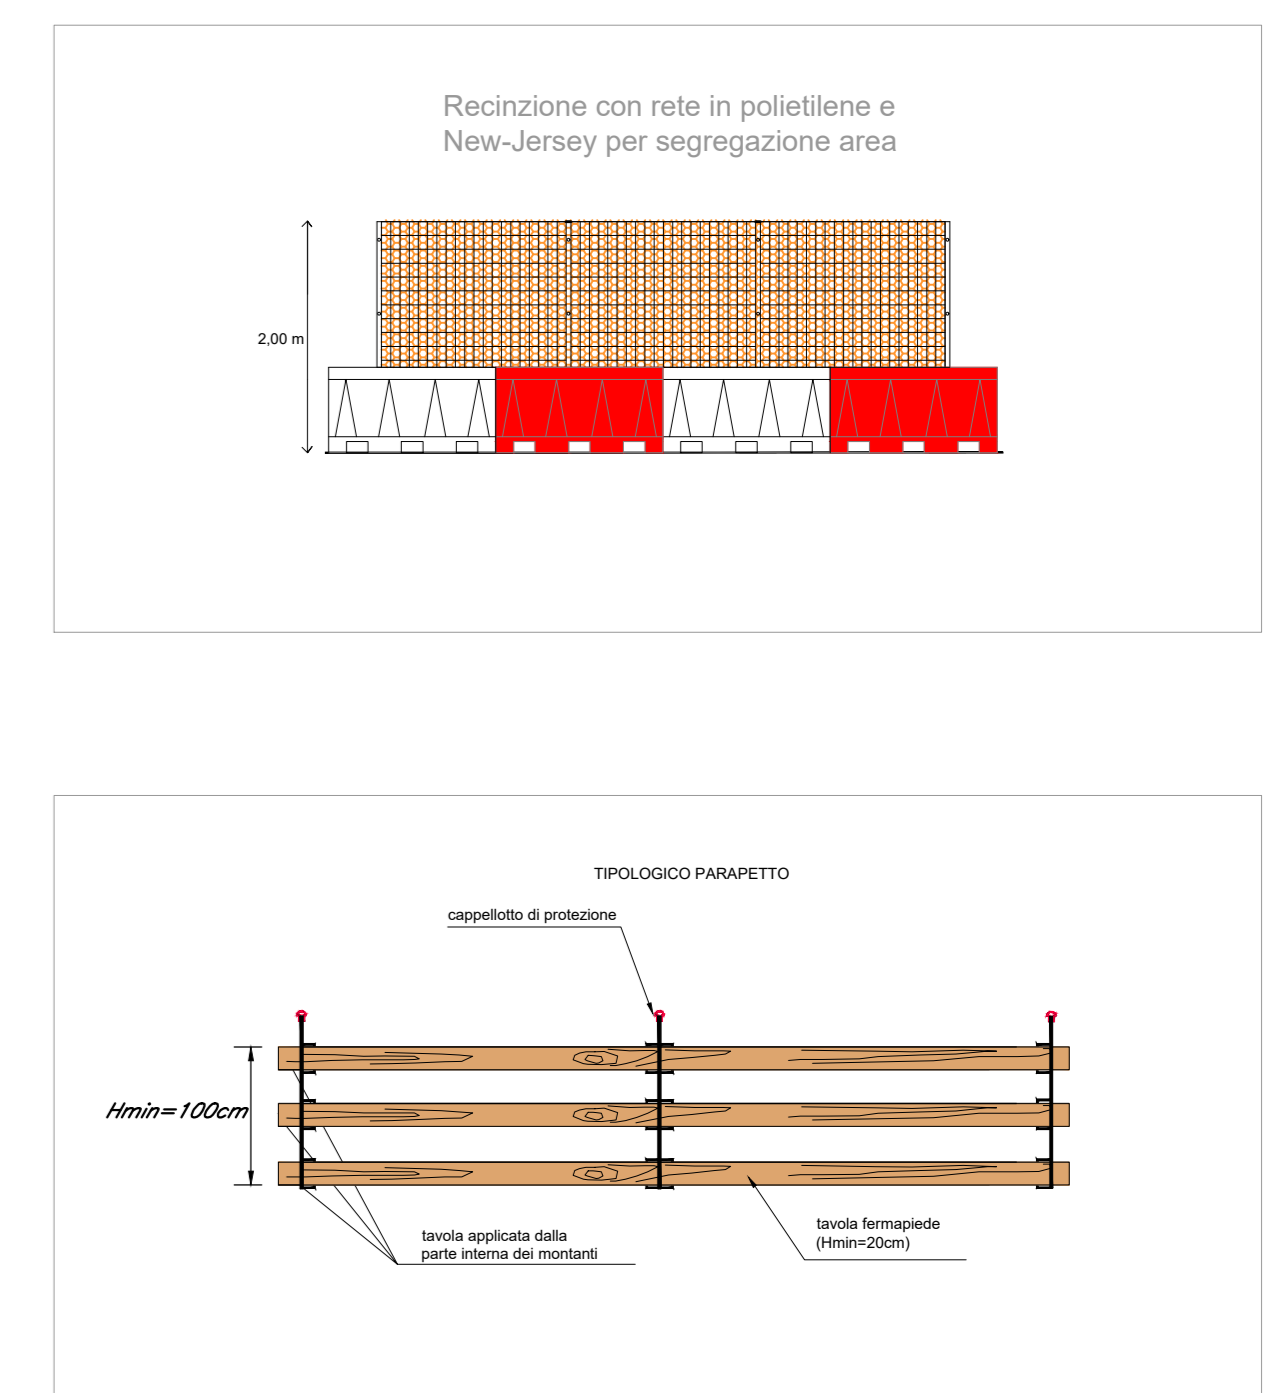 Recinzione con rete in polietilene e
New-Jersey per segregazione area
2,00 m
TIPOLOGICO PARAPETTO
cappellotto di protezione
Hmin=100cm
tavola applicata dalla
parte interna dei montanti
tavola fermapiede
(Hmin=20cm)